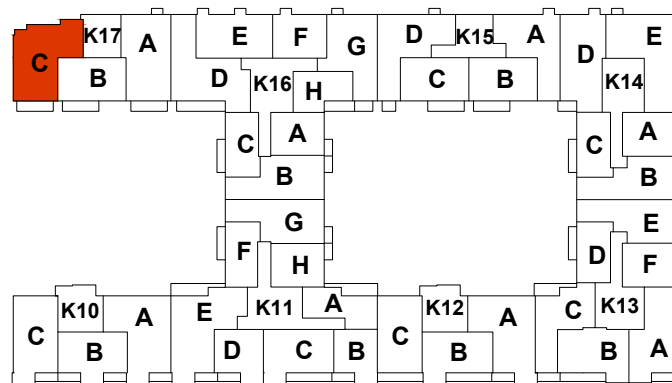 K17 A E F G D K15 A D E
C B D K16 H C B K14
C A C A
B B
G E
F H D F
K10 A E K11 A K12 A C K13
C B D C B C B B A